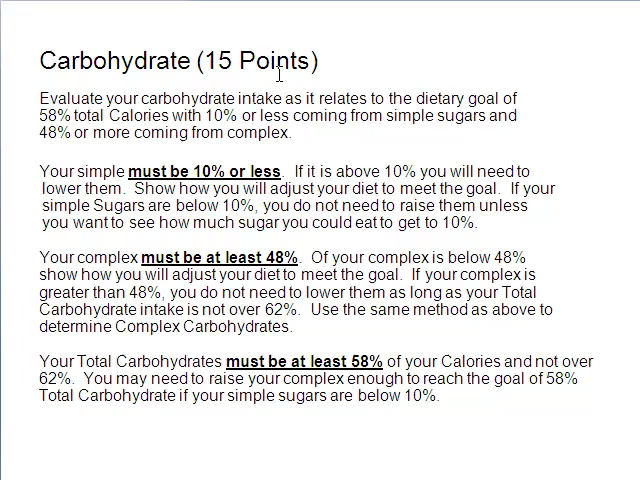 Carbohydrate (15 Points)
Evaluate your carbohydrate intake as it relates to the dietary goal of
58% total Calories with 10% or less coming from simple sugars and
48% or more coming from complex.
Your simple must be 10% or less. If it is above 10% you will need to
lower them. Show how you will adjust your diet to meet the goal. If your
simple Sugars are below 10%, you do not need to raise them unless
you want to see how much sugar you could eat to get to 10%.
Your complex must be at least 48%. Of your complex is below 48%
show how you will adjust your diet to meet the goal. If your complex is
greater than 48%, you do not need to lower them as long as your Total
Carbohydrate intake is not over 62%. Use the same method as above to
determine Complex Carbohydrates.
Your Total Carbohydrates must be at least 58% of your Calories and not over
62%. You may need to raise your complex enough to reach the goal of 58%
Total Carbohydrate if your simple sugars are below 10%.